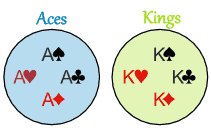 Aces Kings
A♠ K♠
A♥ A♣ K♥ K♣
A♦ K♦